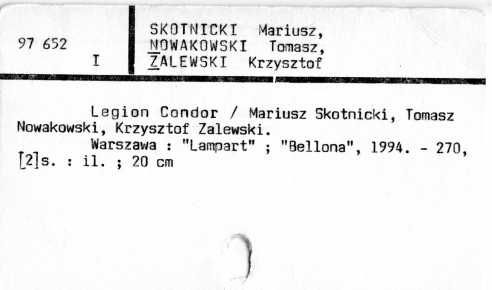 SKOTNICKI Mariusz,
97 652 NOWAKOWSKI Tomasz,
I ZALEWSKI Krzysztof
Legion Condor / Mariusz Skotnicki, Tomasz
Nowakowski, Krzysztof Zalewski.
Warszawa : "Lampart" ; "Bellona", 1994. - 270,
[2]s. : il. ; 20 cm